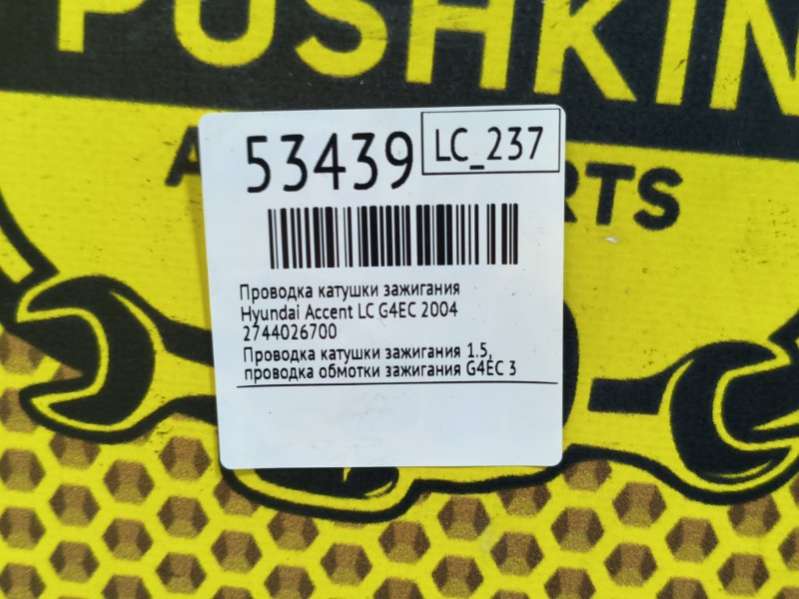 PUSHKIN
RTS
53439
LC_237
Проводка катушки зажигания
Hyundai Accent LC G4EC 2004
2744026700
Проводка катушки зажигания 1.5,
проводка обмотки зажигания G4EC 3